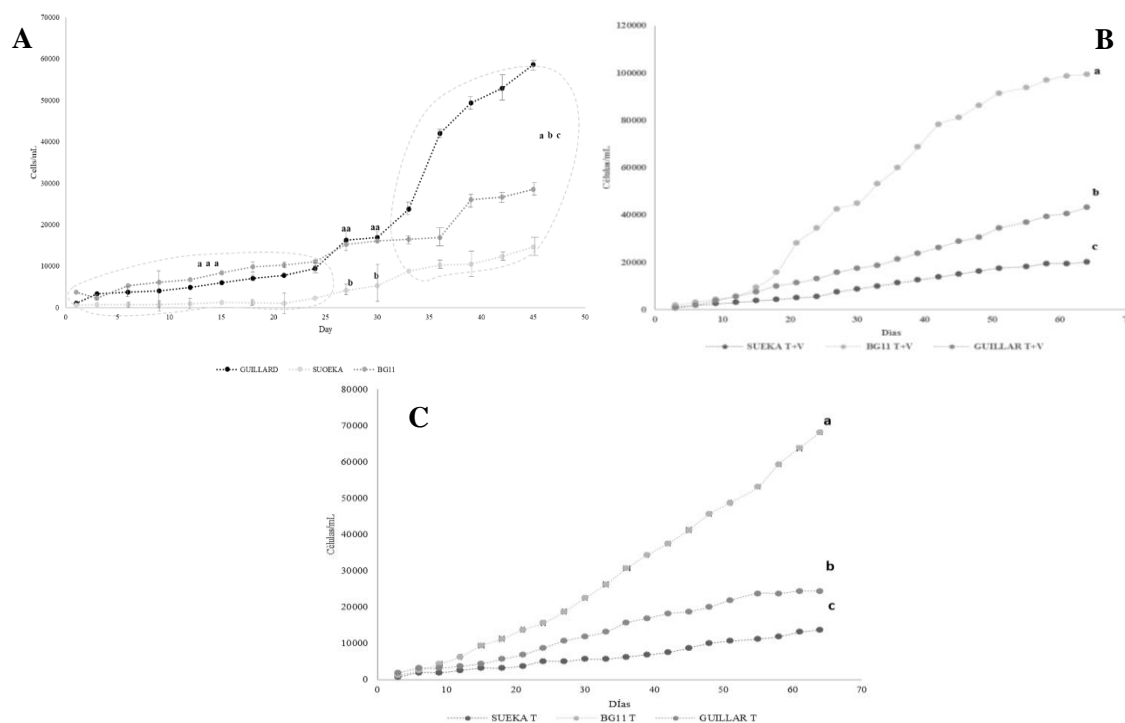 A
70000
60000
50000
40000
30000
20000
10000
0
Cells/mL
a a a
aa
aa
b
b
a b c
0 5 10 15 20 25 30 35 40 45 50
Day
GUILLARD SUOEKA BG11
B
120000
100000
80000
60000
40000
20000
0
Células/mL
a
b
c
0 10 20 30 40 50 60 70
Días
SUEKA T+V BG11 T+V GUILLAR T+V
C
80000
70000
60000
50000
40000
30000
20000
10000
0
Células/mL
a
b
c
0 10 20 30 40 50 60 70
DÍas
SUEKA T BG11 T GUILLAR T